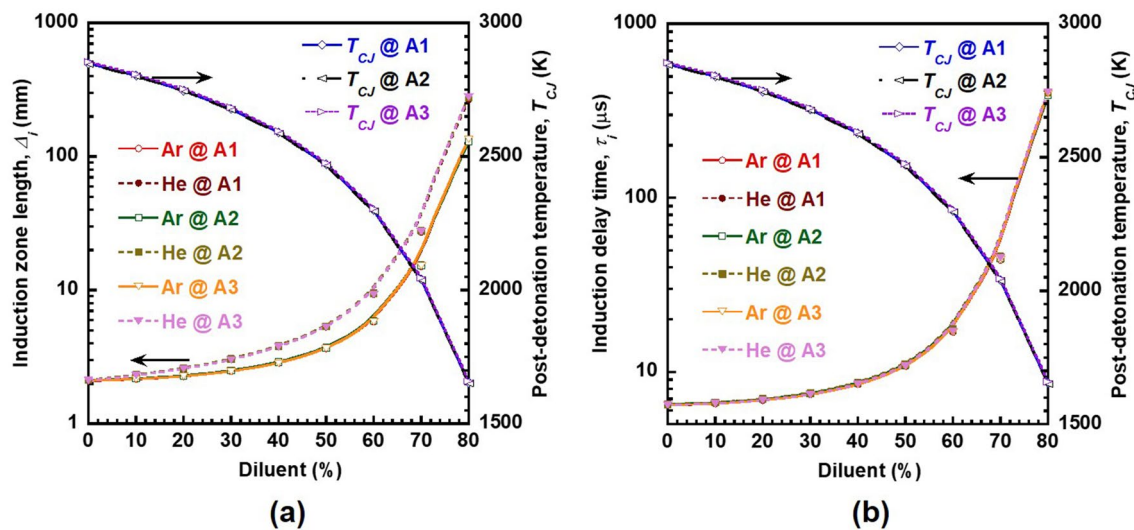 Induction zone length, Δi (mm)
1000
100
10
1
3000
2500
2000
1500
Post-detonation temperature, TCJ (K)
TCJ @ A1
TCJ @ A2
TCJ @ A3
Ar @ A1
He @ A1
Ar @ A2
He @ A2
Ar @ A3
He @ A3
0 10 20 30 40 50 60 70 80
Diluent (%)
(a)
Induction delay time, τi (μs)
1000
100
10
3000
2500
2000
1500
Post-detonation temperature, TCJ (K)
TCJ @ A1
TCJ @ A2
TCJ @ A3
Ar @ A1
He @ A1
Ar @ A2
He @ A2
Ar @ A3
He @ A3
0 10 20 30 40 50 60 70 80
Diluent (%)
(b)